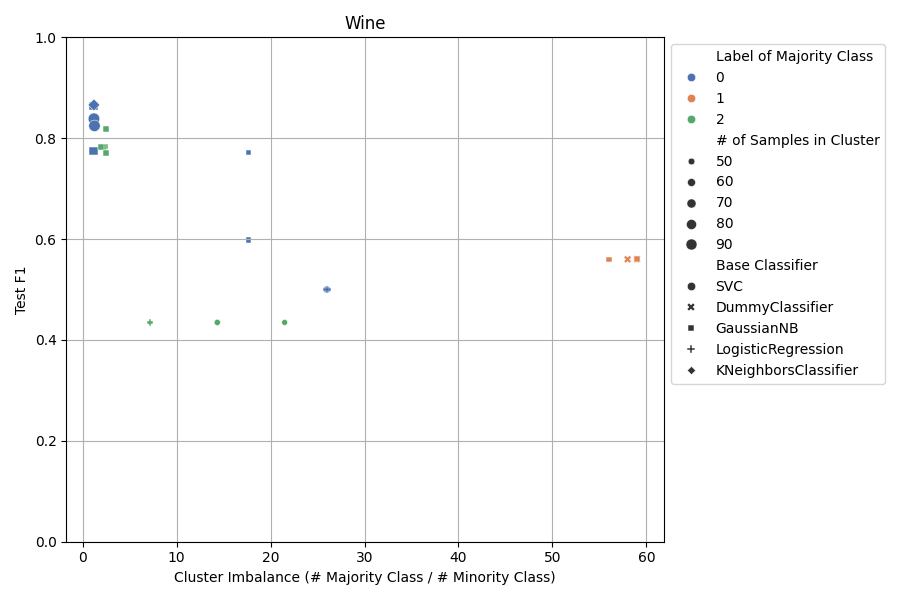 Wine
Test F1
1.0
0.8
0.6
0.4
0.2
0.0
0 10 20 30 40 50 60
Cluster Imbalance (# Majority Class / # Minority Class)
Label of Majority Class
0
1
2
# of Samples in Cluster
50
60
70
80
90
Base Classifier
SVC
DummyClassifier
GaussianNB
LogisticRegression
KNeighborsClassifier